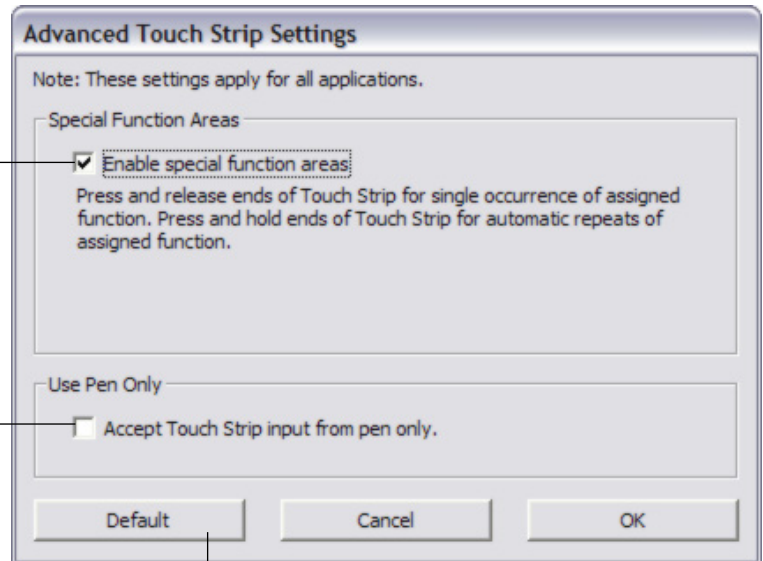 Advanced Touch Strip Settings
Note: These settings apply for all applications.
Special Function Areas
Enable special function areas
Press and release ends of Touch Strip for single occurrence of assigned
function. Press and hold ends of Touch Strip for automatic repeats of
assigned function.
Use Pen Only
Accept Touch Strip input from pen only.
Default
Cancel
OK